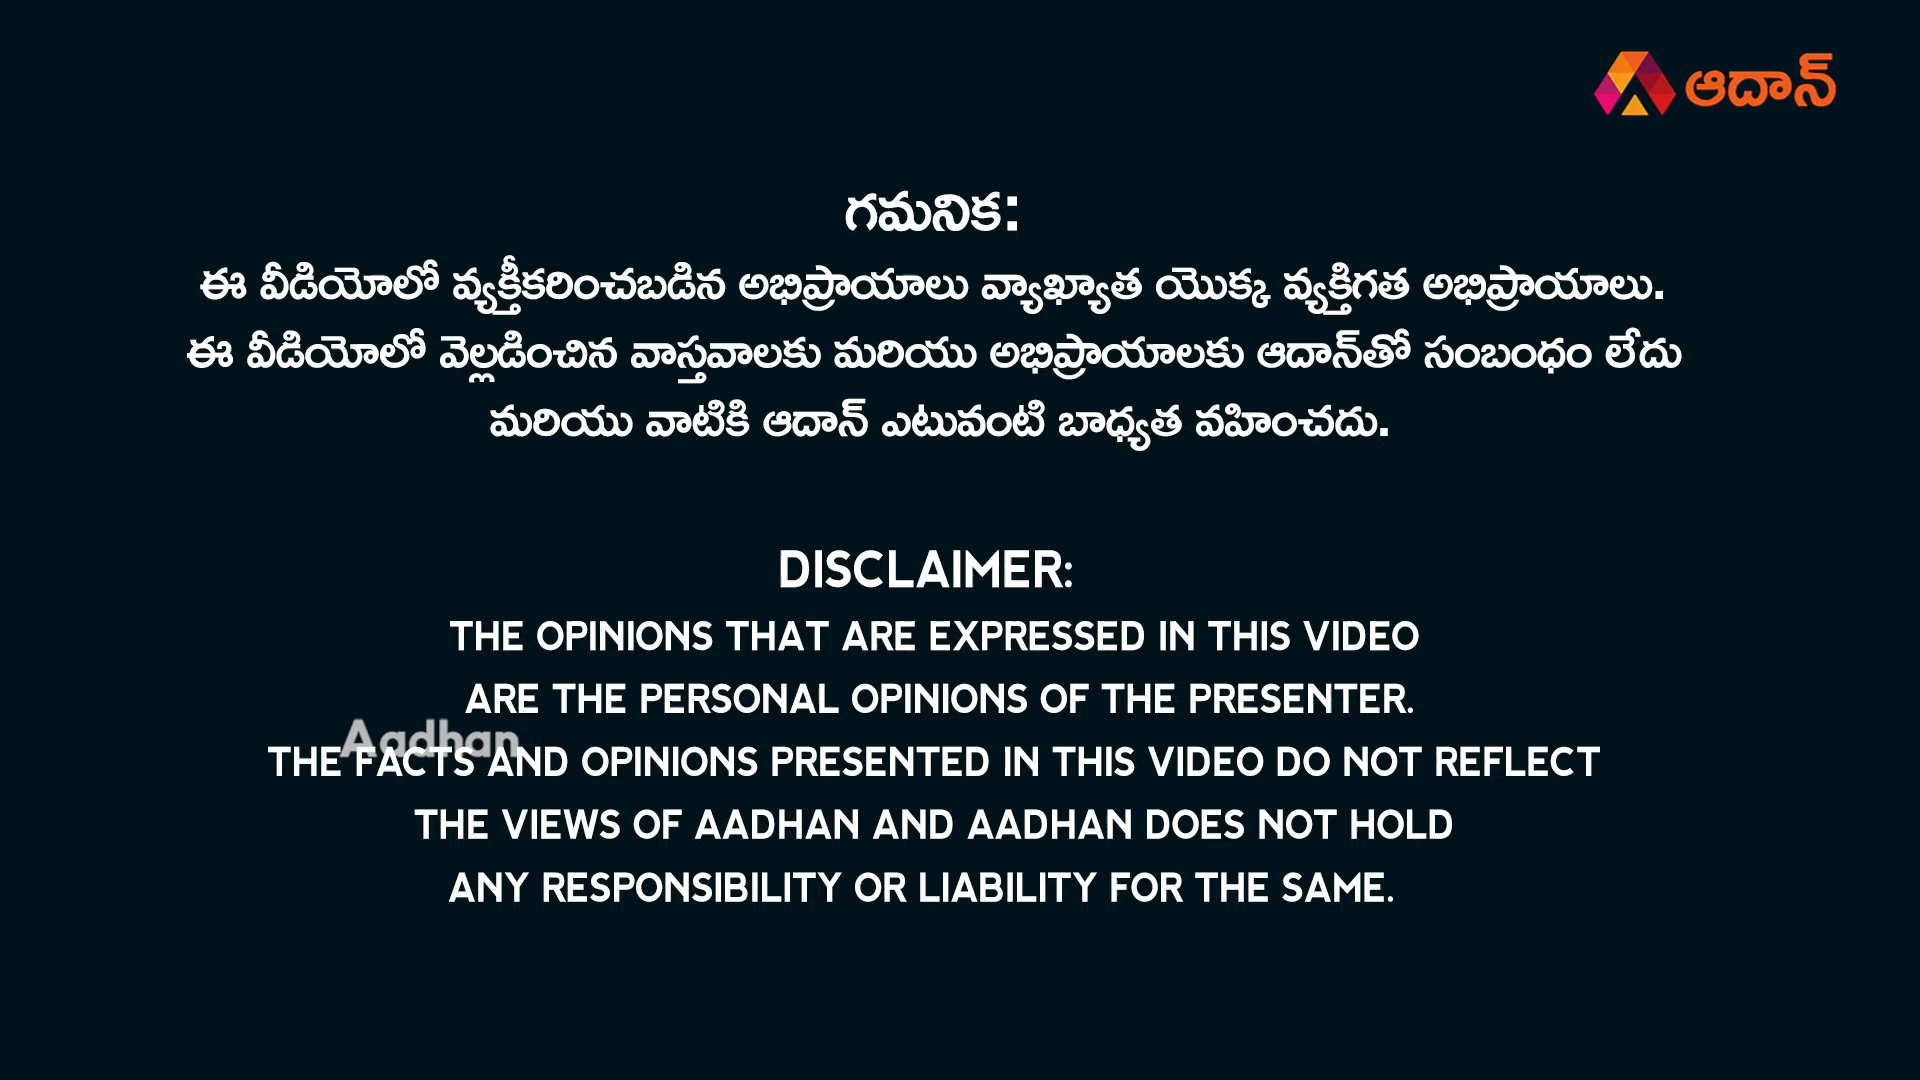 ఆదాన్
గమనిక:
ఈ వీడియోలో వ్యక్తీకరించబడిన అభిప్రాయాలు వ్యాఖ్యాత యొక్క వ్యక్తిగత అభిప్రాయాలు.
ఈ వీడియోలో వెల్లడించిన వాస్తవాలకు మరియు అభిప్రాయాలకు ఆదాన్‌తో సంబంధం లేదు
మరియు వాటికి ఆదాన్ ఎటువంటి బాధ్యత వహించదు.
DISCLAIMER:
THE OPINIONS THAT ARE EXPRESSED IN THIS VIDEO
ARE THE PERSONAL OPINIONS OF THE PRESENTER.
Aadhan
THE FACTS AND OPINIONS PRESENTED IN THIS VIDEO DO NOT REFLECT
THE VIEWS OF AADHAN AND AADHAN DOES NOT HOLD
ANY RESPONSIBILITY OR LIABILITY FOR THE SAME.